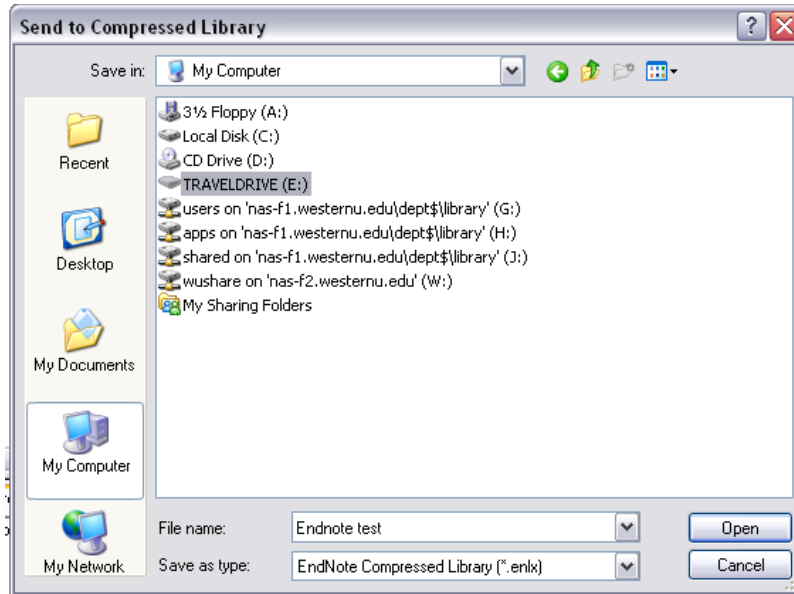 Send to Compressed Library
Save in: My Computer
3½ Floppy (A:)
Local Disk (C:)
CD Drive (D:)
TRAVELDRIVE (E:)
users on 'nas-f1.westernu.edu\dept$\library' (G:)
apps on 'nas-f1.westernu.edu\dept$\library' (H:)
shared on 'nas-f1.westernu.edu\dept$\library' (J:)
wushare on 'nas-f2.westernu.edu' (W:)
My Sharing Folders
Recent
Desktop
My Documents
My Computer
My Network
File name: Endnote test Open
Save as type: EndNote Compressed Library (*.enlx) Cancel